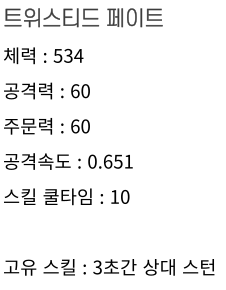 트위스티드 페이트
체력 : 534
공격력 : 60
주문력 : 60
공격속도 : 0.651
스킬 쿨타임 : 10
고유 스킬 : 3초간 상대 스턴